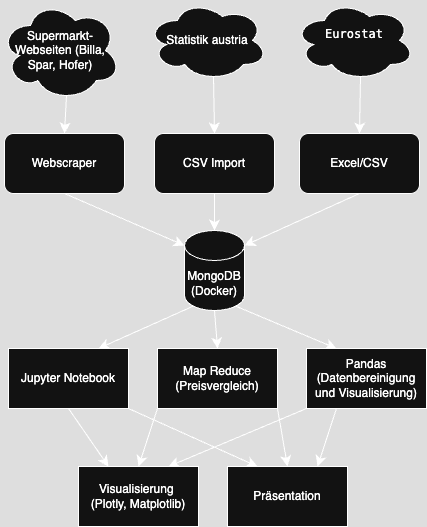 Supermarkt-
Webseiten (Billa,
Spar, Hofer)
Statistik austria
Eurostat
Webscraper
CSV Import
Excel/CSV
MongoDB
(Docker)
Jupyter Notebook
Map Reduce
(Preisvergleich)
Pandas
(Datenbereinigung
und Visualisierung)
Visualisierung
(Plotly, Matplotlib)
Präsentation